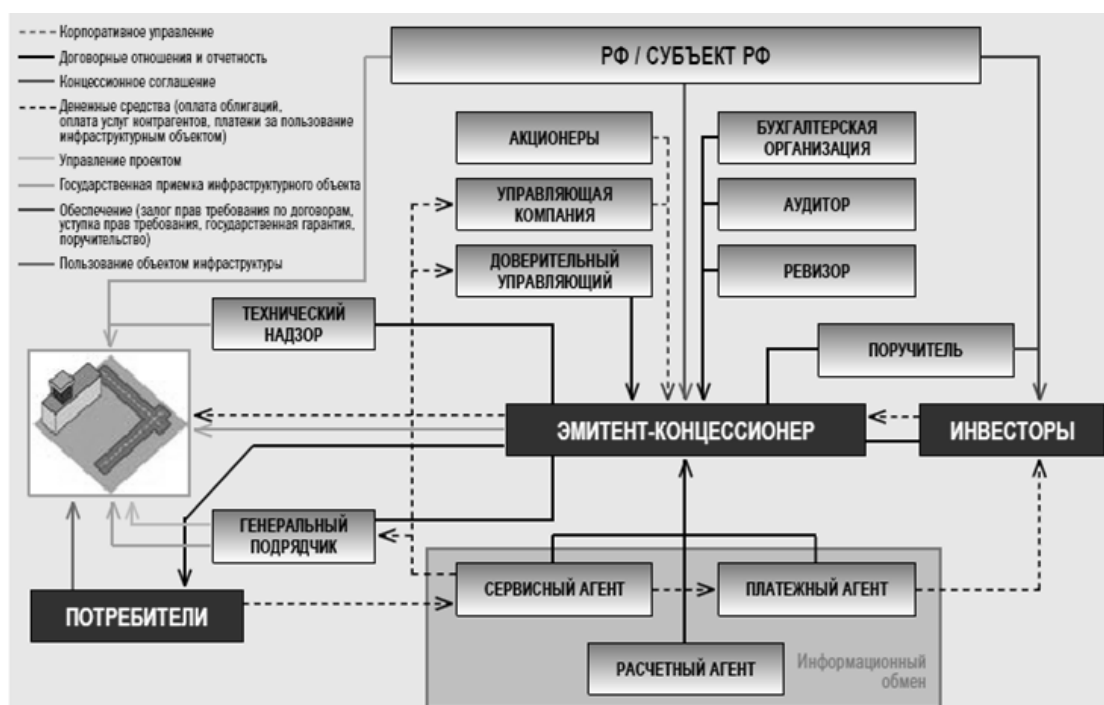 Корпоративное управление
Договорные отношения и отчетность
Концессионное соглашение
Денежные средства (оплата облигаций,
оплата услуг контрагентов, платежи за пользование
инфраструктурным объектом)
Управление проектом
Государственная приемка инфраструктурного объекта
Обеспечение (залог прав требования по договорам,
уступка прав требования, государственная гарантия,
поручительство)
Пользование объектом инфраструктуры
РФ / СУБЪЕКТ РФ
АКЦИОНЕРЫ
УПРАВЛЯЮЩАЯ
КОМПАНИЯ
ДОВЕРИТЕЛЬНЫЙ
УПРАВЛЯЮЩИЙ
БУХГАЛТЕРСКАЯ
ОРГАНИЗАЦИЯ
АУДИТОР
РЕВИЗОР
ТЕХНИЧЕСКИЙ
НАДЗОР
ПОРУЧИТЕЛЬ
ЭМИТЕНТ-КОНЦЕССИОНЕР
ИНВЕСТОРЫ
ГЕНЕРАЛЬНЫЙ
ПОДРЯДЧИК
ПОТРЕБИТЕЛИ
СЕРВИСНЫЙ АГЕНТ
ПЛАТЕЖНЫЙ АГЕНТ
РАСЧЕТНЫЙ АГЕНТ
Информационный
обмен